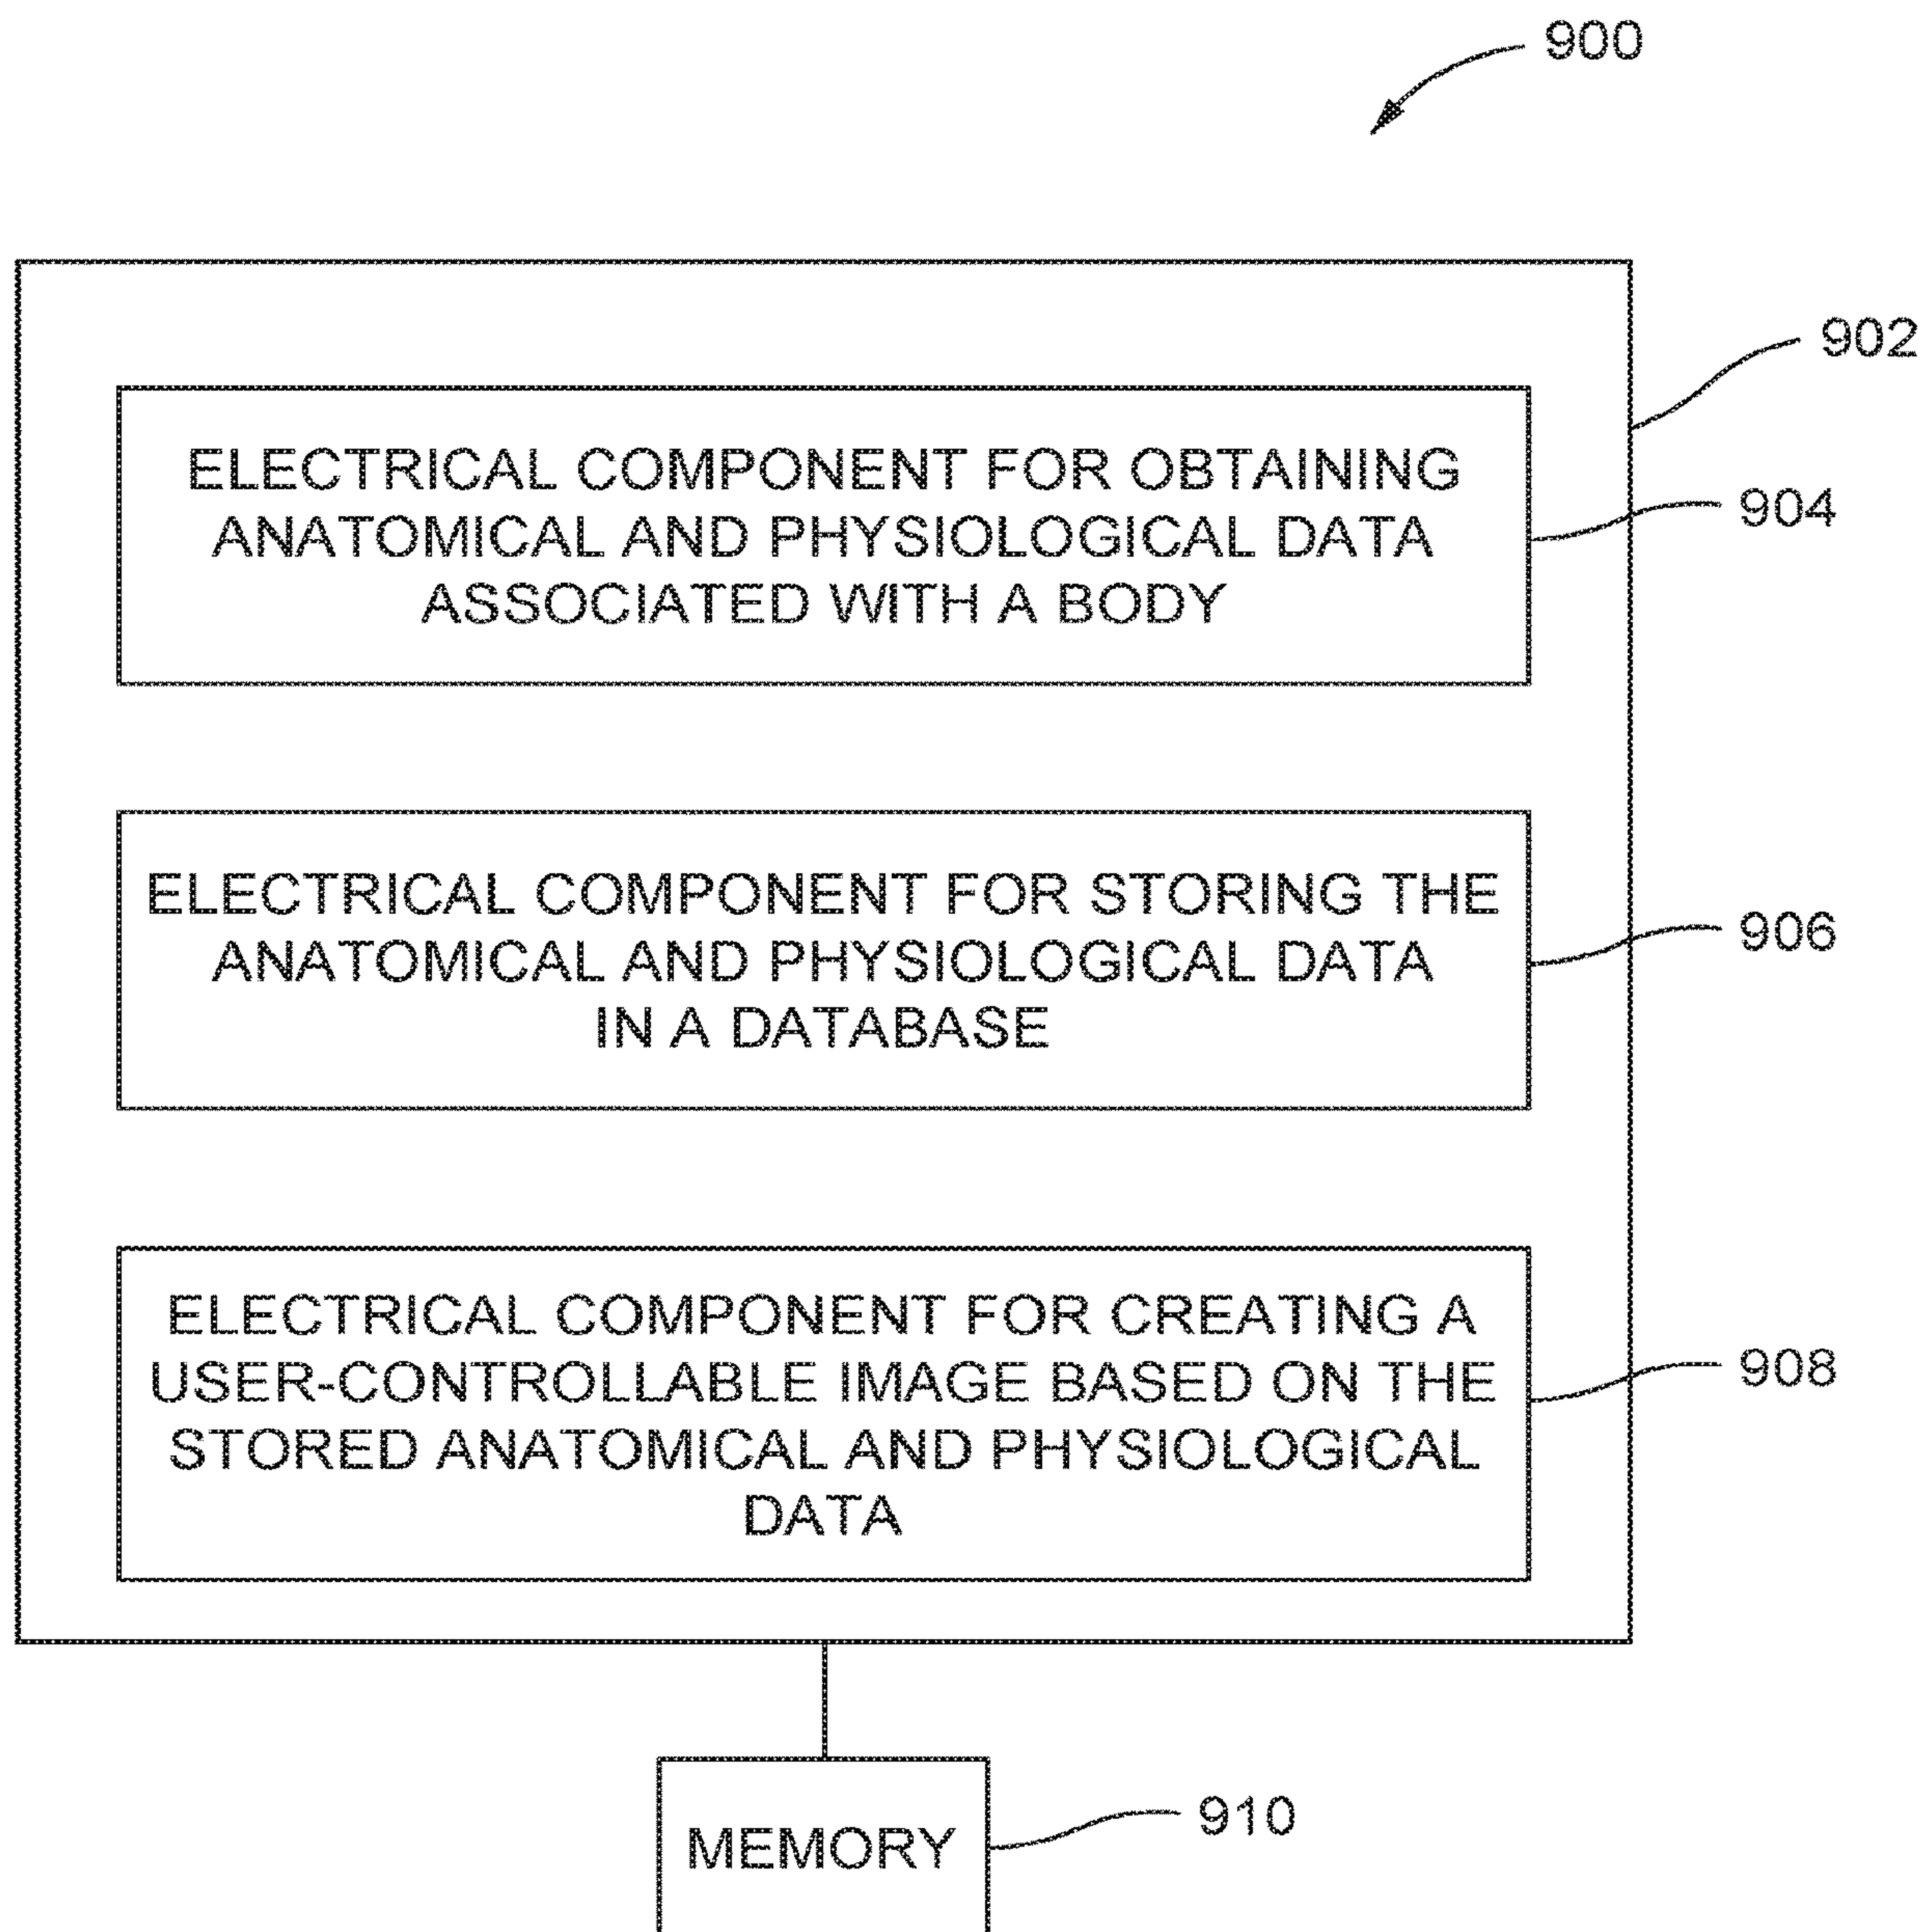 900
902
ELECTRICAL COMPONENT FOR OBTAINING
ANATOMICAL AND PHYSIOLOGICAL DATA
ASSOCIATED WITH A BODY
904
ELECTRICAL COMPONENT FOR STORING THE
ANATOMICAL AND PHYSIOLOGICAL DATA
IN A DATABASE
906
ELECTRICAL COMPONENT FOR CREATING A
USER-CONTROLLABLE IMAGE BASED ON THE
STORED ANATOMICAL AND PHYSIOLOGICAL
DATA
908
MEMORY
910